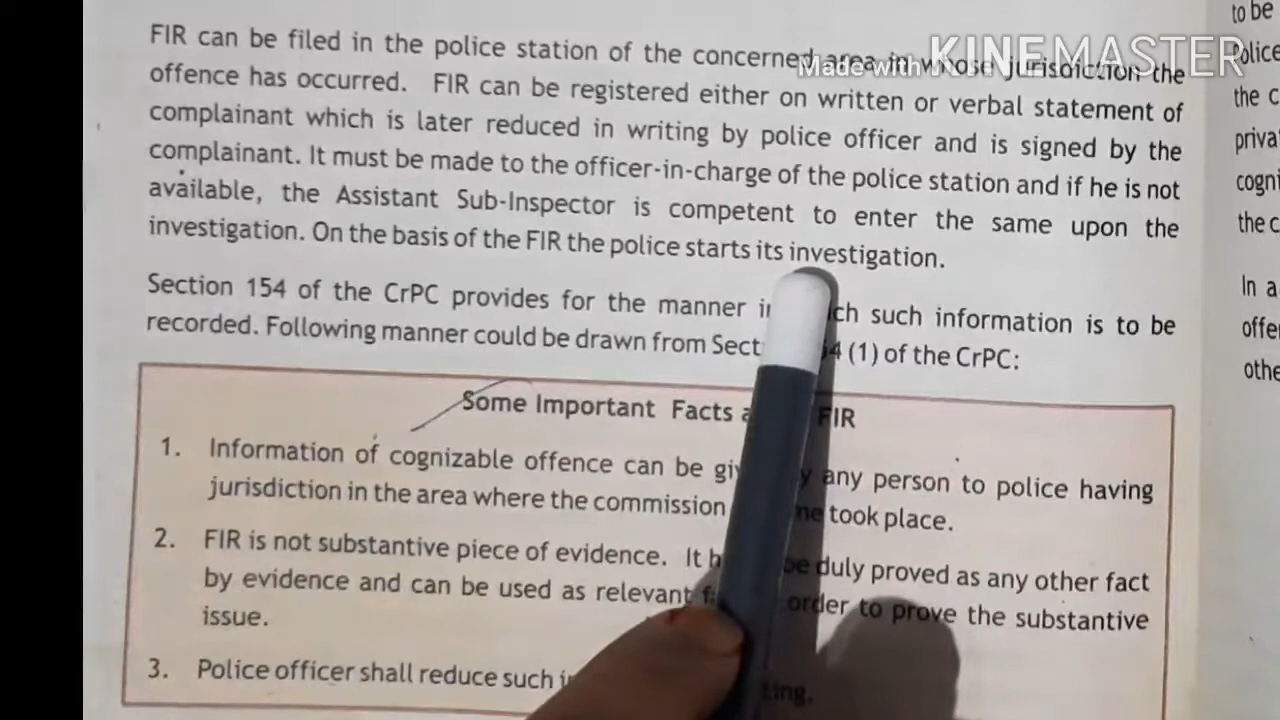 FIR can be filed in the police station of the concerned area in whose jurisdiction the
offence has occurred. FIR can be registered either on written or verbal statement of
complainant which is later reduced in writing by police officer and is signed by the
complainant. It must be made to the officer-in-charge of the police station and if he is not
available, the Assistant Sub-Inspector is competent to enter the same upon the
investigation. On the basis of the FIR the police starts its investigation.
Section 154 of the CrPC provides for the manner in such information is to be
recorded. Following manner could be drawn from (1) of the CrPC:
Some Important Facts FIR
1. Information of cognizable offence can be any person to police having
jurisdiction in the area where the commission took place.
2. FIR is not substantive piece of evidence. It be duly proved as any other fact
by evidence and can be used as relevant order to prove the substantive
issue.
3. Police officer shall reduce such
Made with KINEMASTER
to be
Police
the c
priva
cogni
the c
In a
offe
othe